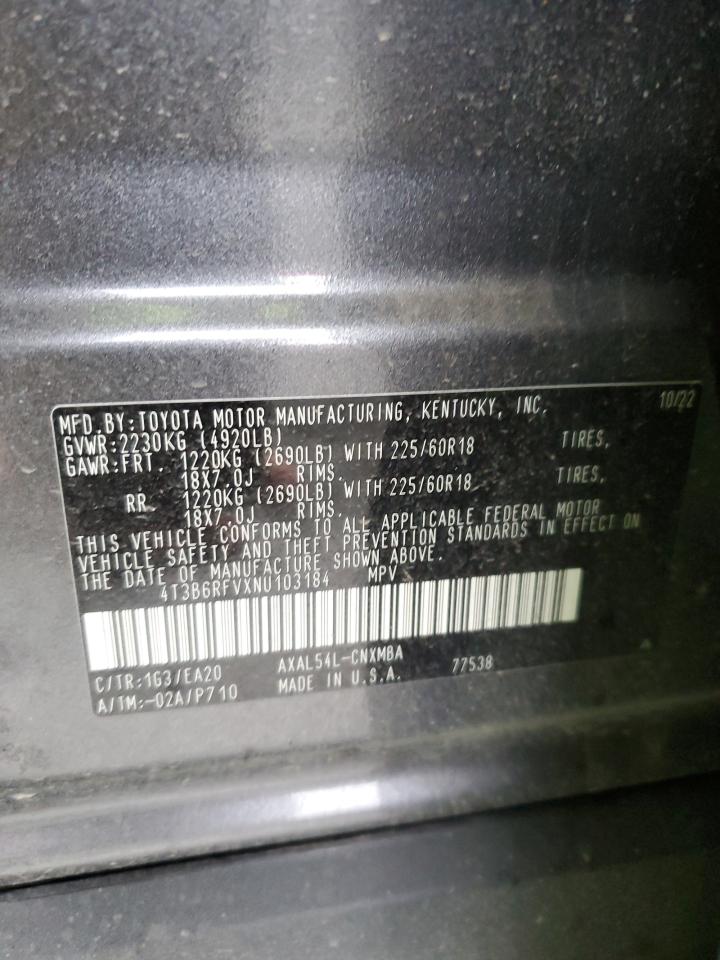 MFD.BY:TOYOTA MOTOR MANUFACTURING, KENTUCKY, INC. 10/22
GVWR:2230KG (4920LB)
GAWR:FRT. 1220KG (2690LB) WITH 225/60R18 TIRES,
18X7.0J RIMS.
RR. 1220KG (2690LB) WITH 225/60R18 TIRES,
18X7.0J RIMS.
THIS VEHICLE CONFORMS TO ALL APPLICABLE FEDERAL MOTOR
VEHICLE SAFETY AND THEFT PREVENTION STANDARDS IN EFFECT ON
THE DATE OF MANUFACTURE SHOWN ABOVE.
4T3B6RFVXNU103184 MPV
C/TR:1G3/EA20 AXAL54L-CNXMBA 77538
A/TM:-02A/P710 MADE IN U.S.A.